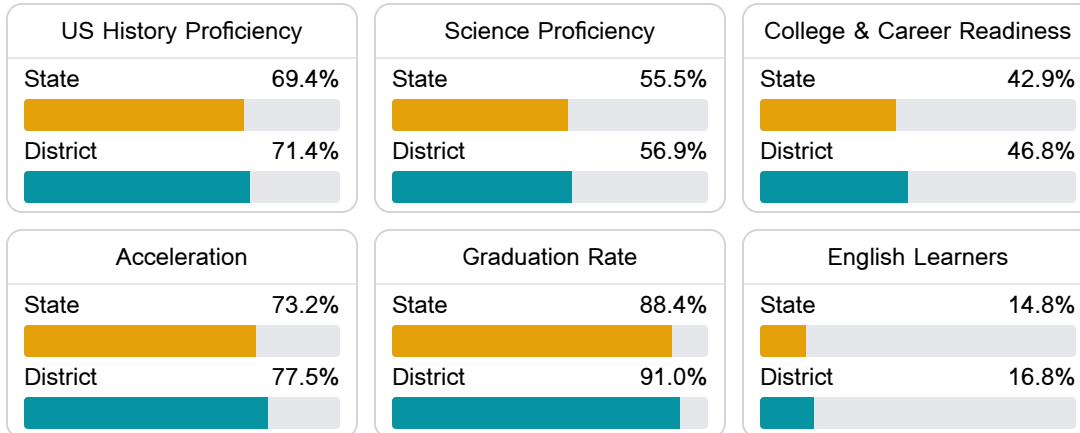 US History Proficiency
State 69.4%
District 71.4%
Science Proficiency
State 55.5%
District 56.9%
College & Career Readiness
State 42.9%
District 46.8%
Acceleration
State 73.2%
District 77.5%
Graduation Rate
State 88.4%
District 91.0%
English Learners
State 14.8%
District 16.8%